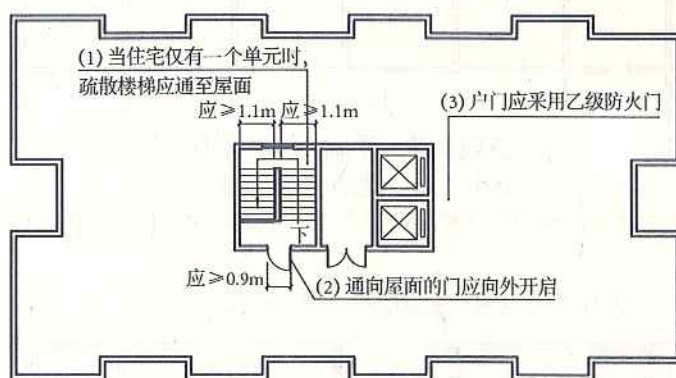 (1) 当住宅仅有一个单元时，
疏散楼梯应通至屋面
应≥1.1m 应≥1.1m
(3) 户门应采用乙级防火门
下
应≥0.9m
(2) 通向屋面的门应向外开启